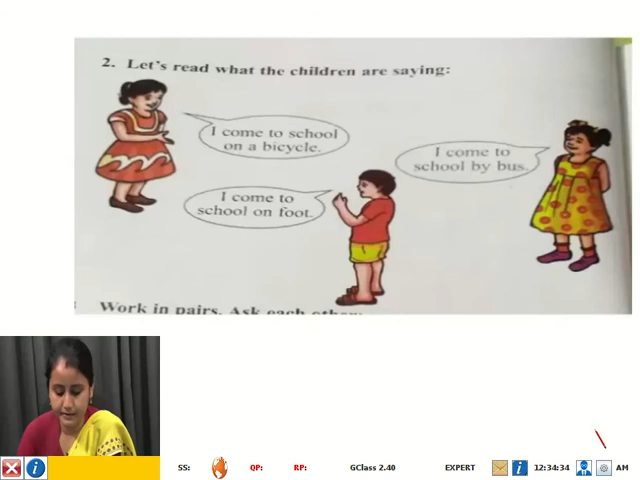 2. Let's read what the children are saying:
I come to school
on a bicycle.
I come to
school by bus.
I come to
school on foot.
Work in pairs. Ask each other:
SS: QP: RP: GClass 2.40 EXPERT 12:34:34 AM